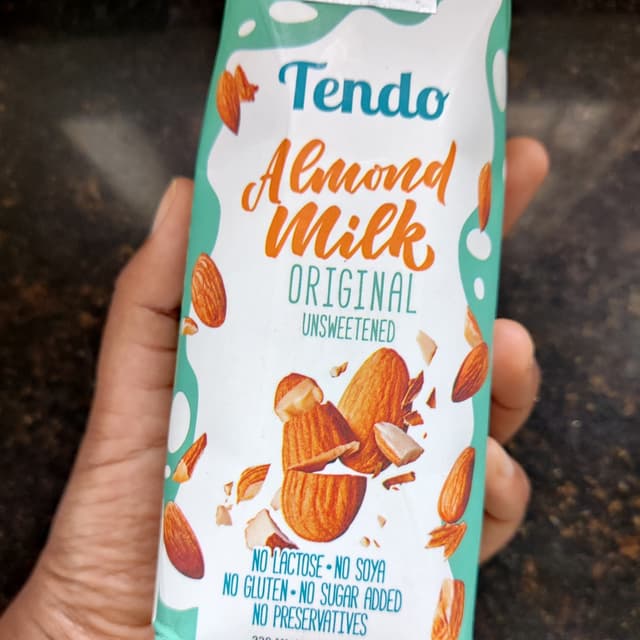 Tendo
Almond
Milk
ORIGINAL
UNSWEETENED
NO LACTOSE • NO SOYA
NO GLUTEN • NO SUGAR ADDED
NO PRESERVATIVES